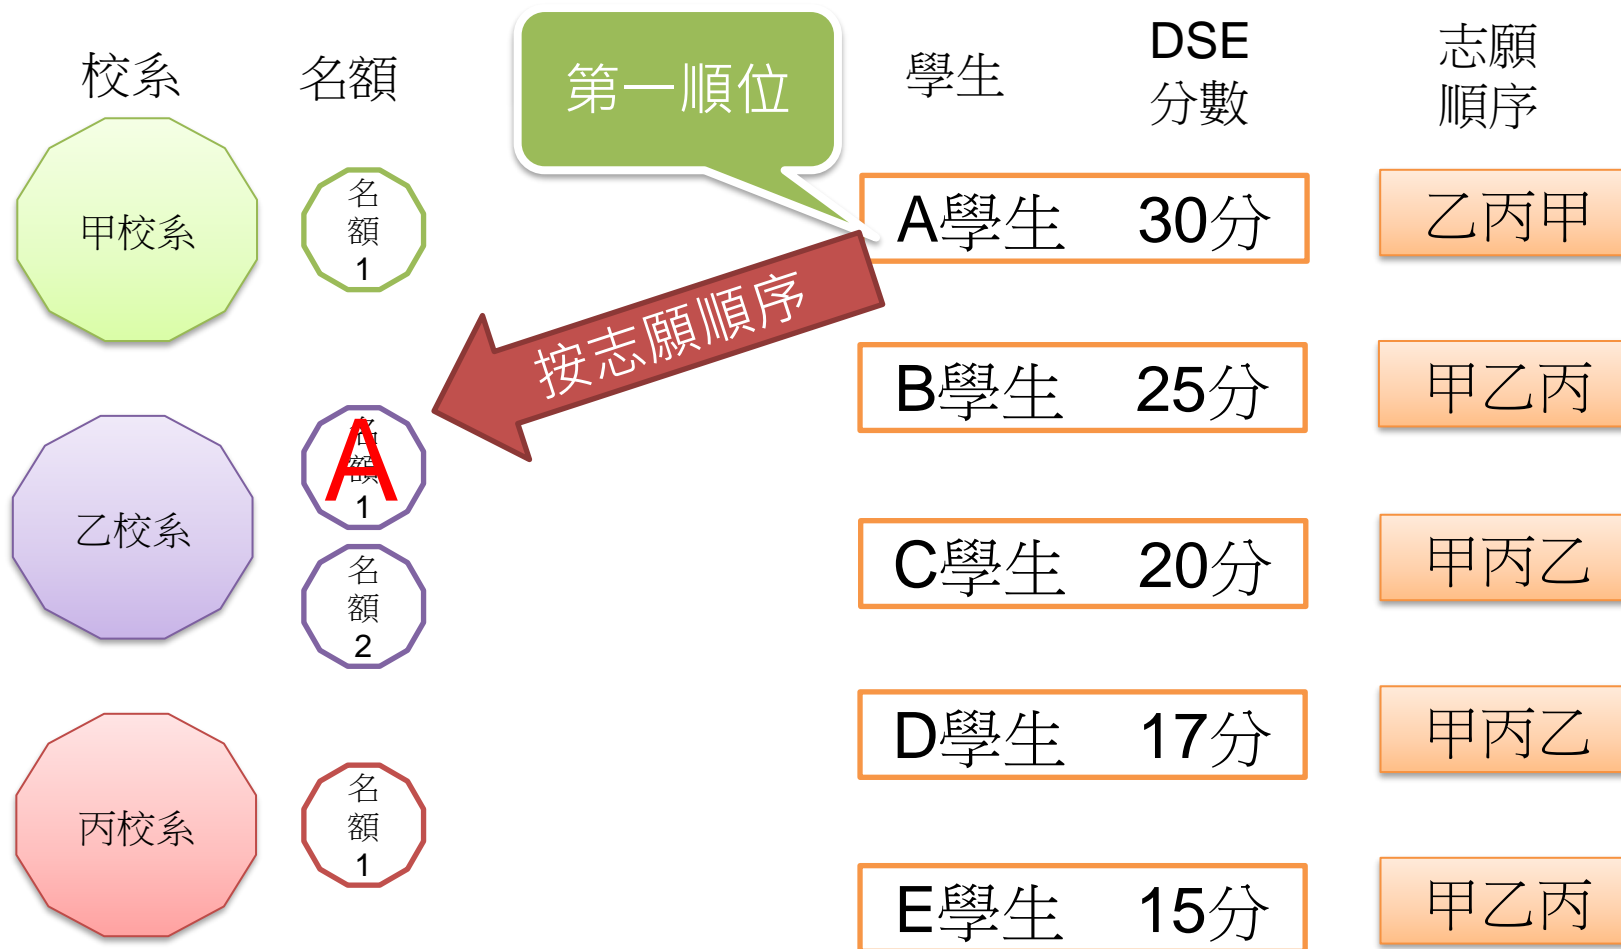 校系
名額
第一順位
學生
DSE
分數
志願
順序
甲校系
名
額
1
A學生 30分
乙丙甲
按志願順序
B學生 25分
甲乙丙
乙校系
名
額
1
A
名
額
2
C學生 20分
甲丙乙
D學生 17分
甲丙乙
丙校系
名
額
1
E學生 15分
甲乙丙